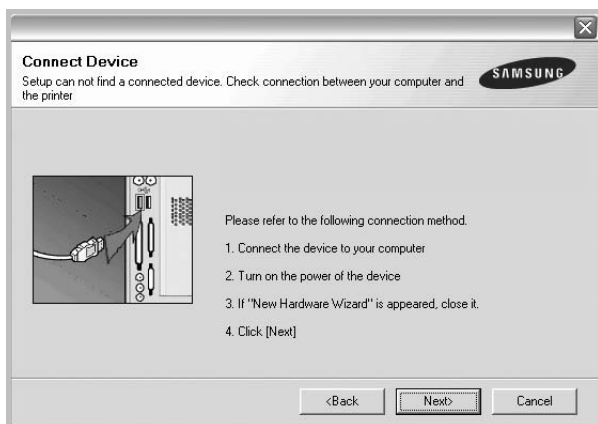 Connect Device
Setup can not find a connected device. Check connection between your computer and
the printer
SAMSUNG
Please refer to the following connection method.
1. Connect the device to your computer
2. Turn on the power of the device
3. If "New Hardware Wizard" is appeared, close it.
4. Click [Next]
<Back
Next>
Cancel